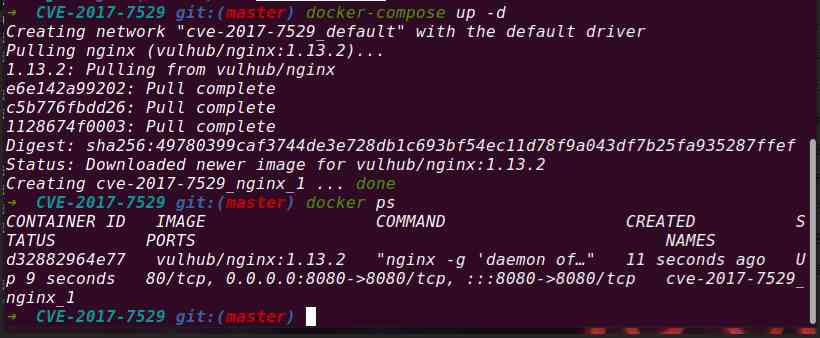 ➜  CVE-2017-7529 git:(master) docker-compose up -d
Creating network "cve-2017-7529_default" with the default driver
Pulling nginx (vulhub/nginx:1.13.2)...
1.13.2: Pulling from vulhub/nginx
e6e142a99202: Pull complete
c5b776fbdd26: Pull complete
1128674f0003: Pull complete
Digest: sha256:49780399caf3744de3e728db1c693bf54ec11d78f9a043df7b25fa935287ffef
Status: Downloaded newer image for vulhub/nginx:1.13.2
Creating cve-2017-7529_nginx_1 ... done
➜  CVE-2017-7529 git:(master) docker ps
CONTAINER ID   IMAGE                 COMMAND                  CREATED          S
TATUS         PORTS                                               NAMES
d32882964e77   vulhub/nginx:1.13.2   "nginx -g 'daemon of…"   11 seconds ago   U
p 9 seconds   80/tcp, 0.0.0.0:8080->8080/tcp, :::8080->8080/tcp   cve-2017-7529_
nginx_1
➜  CVE-2017-7529 git:(master)